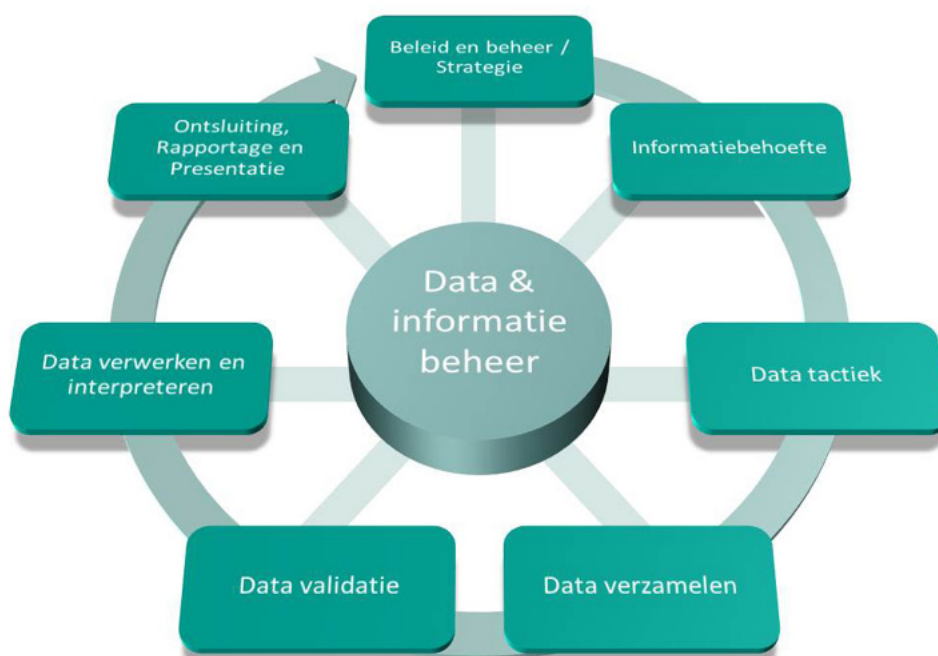 Beleid en beheer /
Strategie
Informatiebehoefte
Data tactiek
Data verzamelen
Data validatie
Data verwerken en
interpreteren
Ontsluiting,
Rapportage en
Presentatie
Data &
informatie
beheer